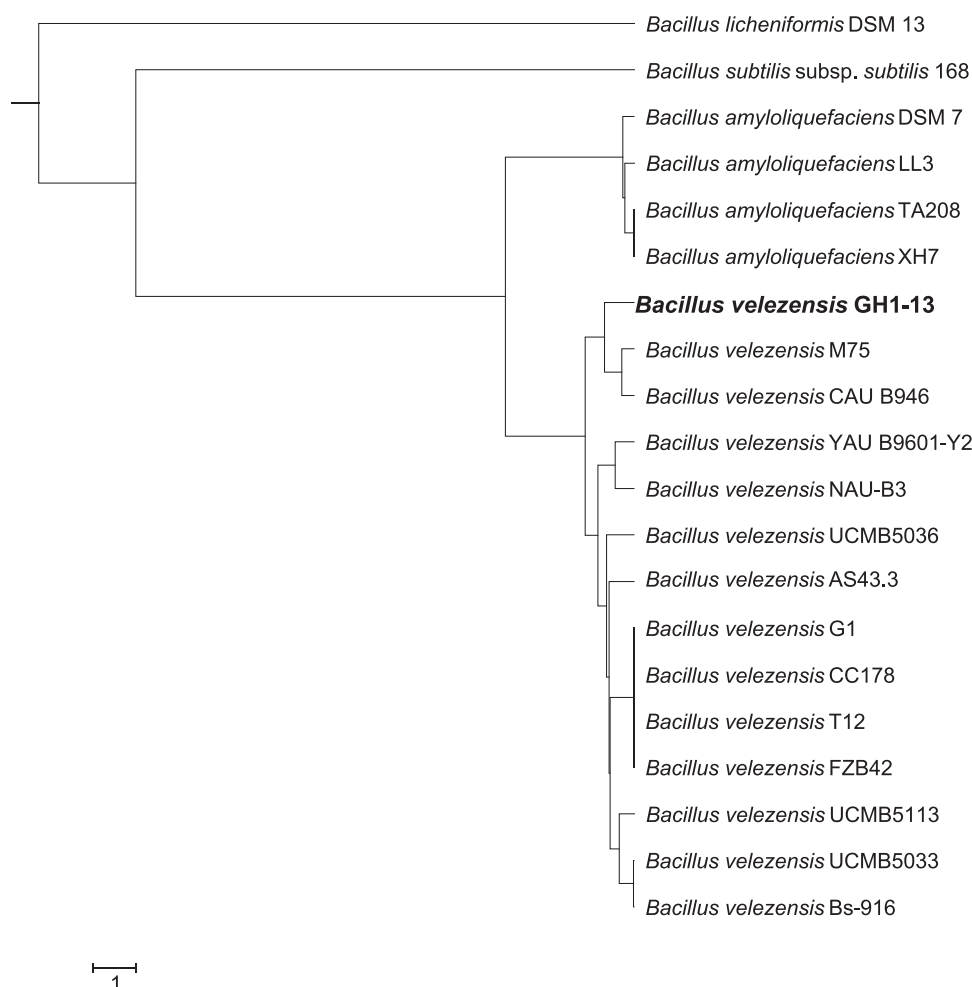 Bacillus licheniformis DSM 13
Bacillus subtilis subsp. subtilis 168
Bacillus amyloliquefaciens DSM 7
Bacillus amyloliquefaciens LL3
Bacillus amyloliquefaciens TA208
Bacillus amyloliquefaciens XH7
Bacillus velezensis GH1-13
Bacillus velezensis M75
Bacillus velezensis CAU B946
Bacillus velezensis YAU B9601-Y2
Bacillus velezensis NAU-B3
Bacillus velezensis UCMB5036
Bacillus velezensis AS43.3
Bacillus velezensis G1
Bacillus velezensis CC178
Bacillus velezensis T12
Bacillus velezensis FZB42
Bacillus velezensis UCMB5113
Bacillus velezensis UCMB5033
Bacillus velezensis Bs-916
1